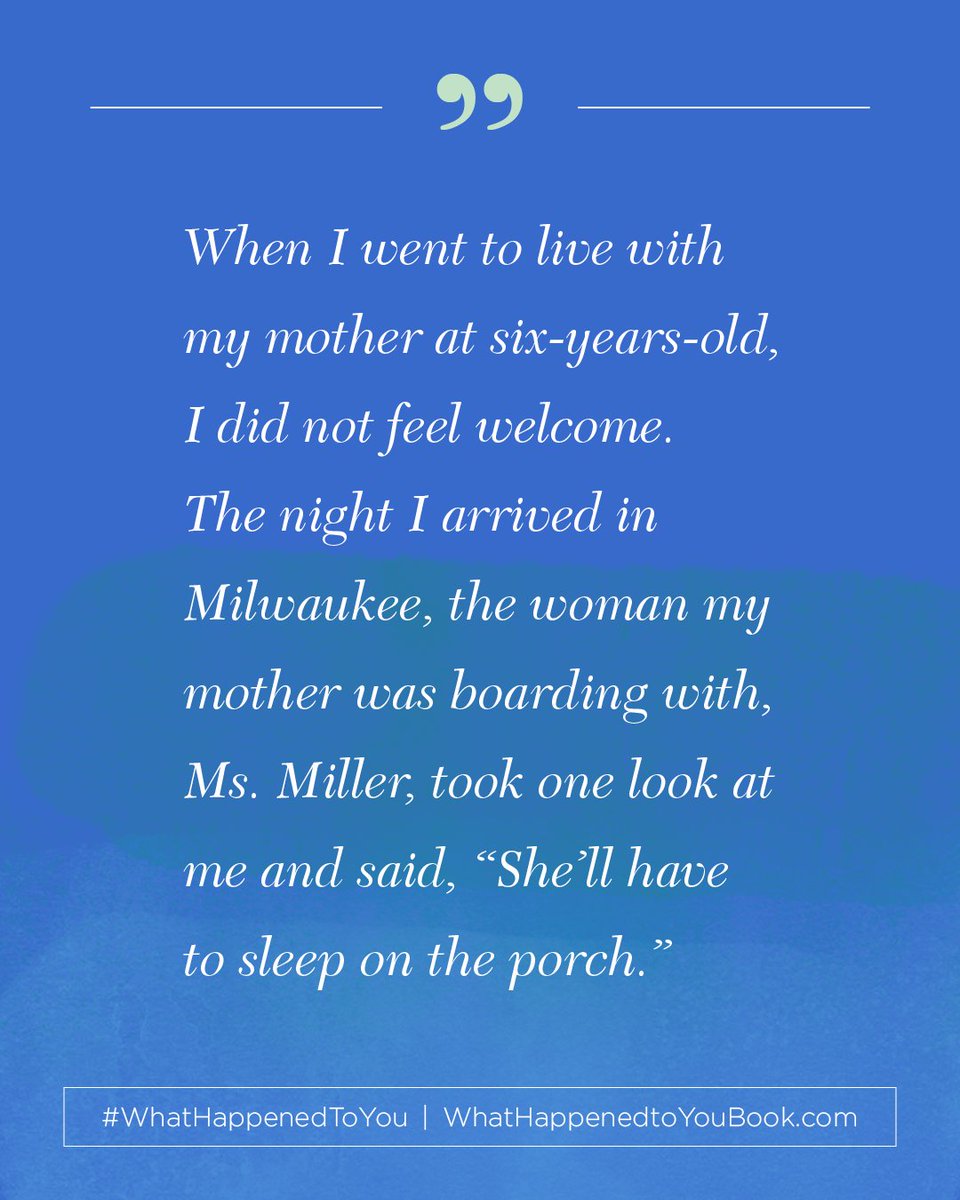 ”
When I went to live with
my mother at six-years-old,
I did not feel welcome.
The night I arrived in
Milwaukee, the woman my
mother was boarding with,
Ms. Miller, took one look at
me and said, “She’ll have
to sleep on the porch.”
#WhatHappenedToYou | WhatHappenedtoYouBook.com